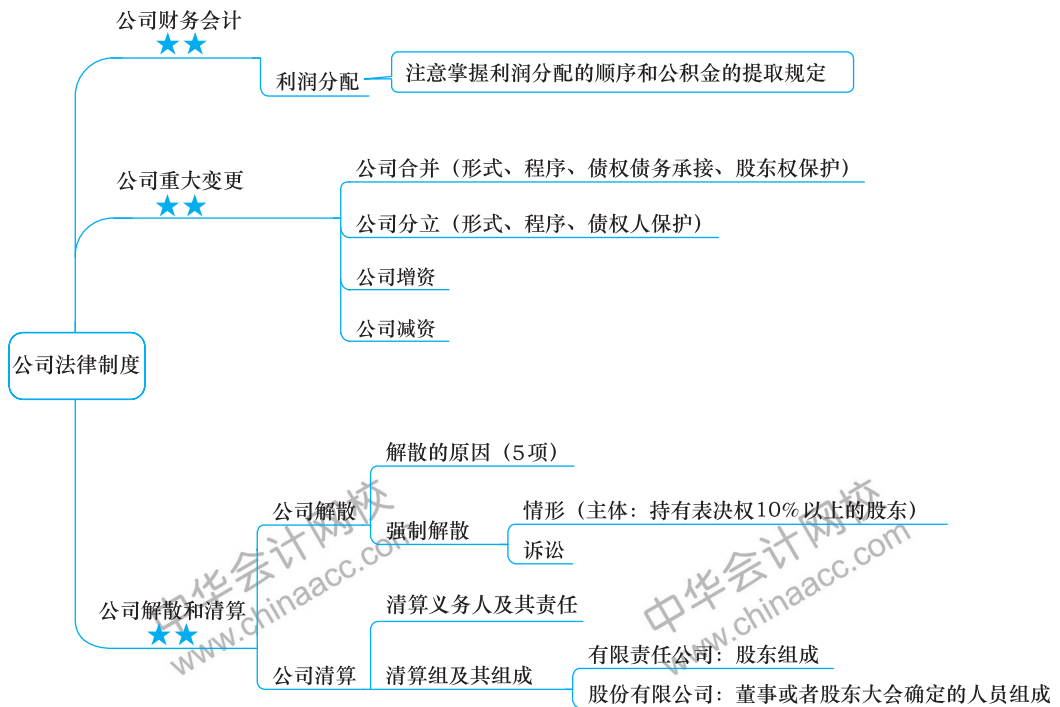 公司财务会计
★★
利润分配
注意掌握利润分配的顺序和公积金的提取规定
公司重大变更
★★
公司合并（形式、程序、债权债务承接、股东权保护）
公司分立（形式、程序、债权人保护）
公司增资
公司减资
公司法律制度
公司解散和清算
★★
公司解散
解散的原因（5项）
强制解散
情形（主体：持有表决权10%以上的股东）
诉讼
公司清算
清算义务人及其责任
清算组及其组成
有限责任公司：股东组成
股份有限公司：董事或者股东大会确定的人员组成
中华会计网校
www.chinaacc.com
中华会计网校
www.chinaacc.com